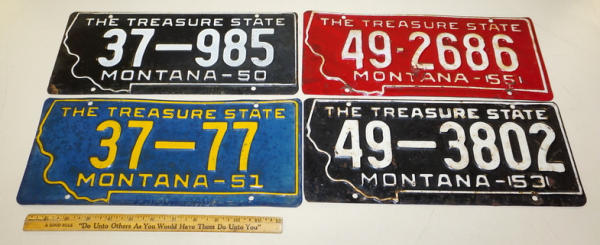 THE TREASURE STATE
37-985
MONTANA-50
THE TREASURE STATE
49-2686
MONTANA-1551
THE TREASURE STATE
37-77
MONTANA-51
THE TREASURE STATE
49-3802
MONTANA-1531
A GOOD RULE "Do Unto Others As You Would Have Them Do Unto You"